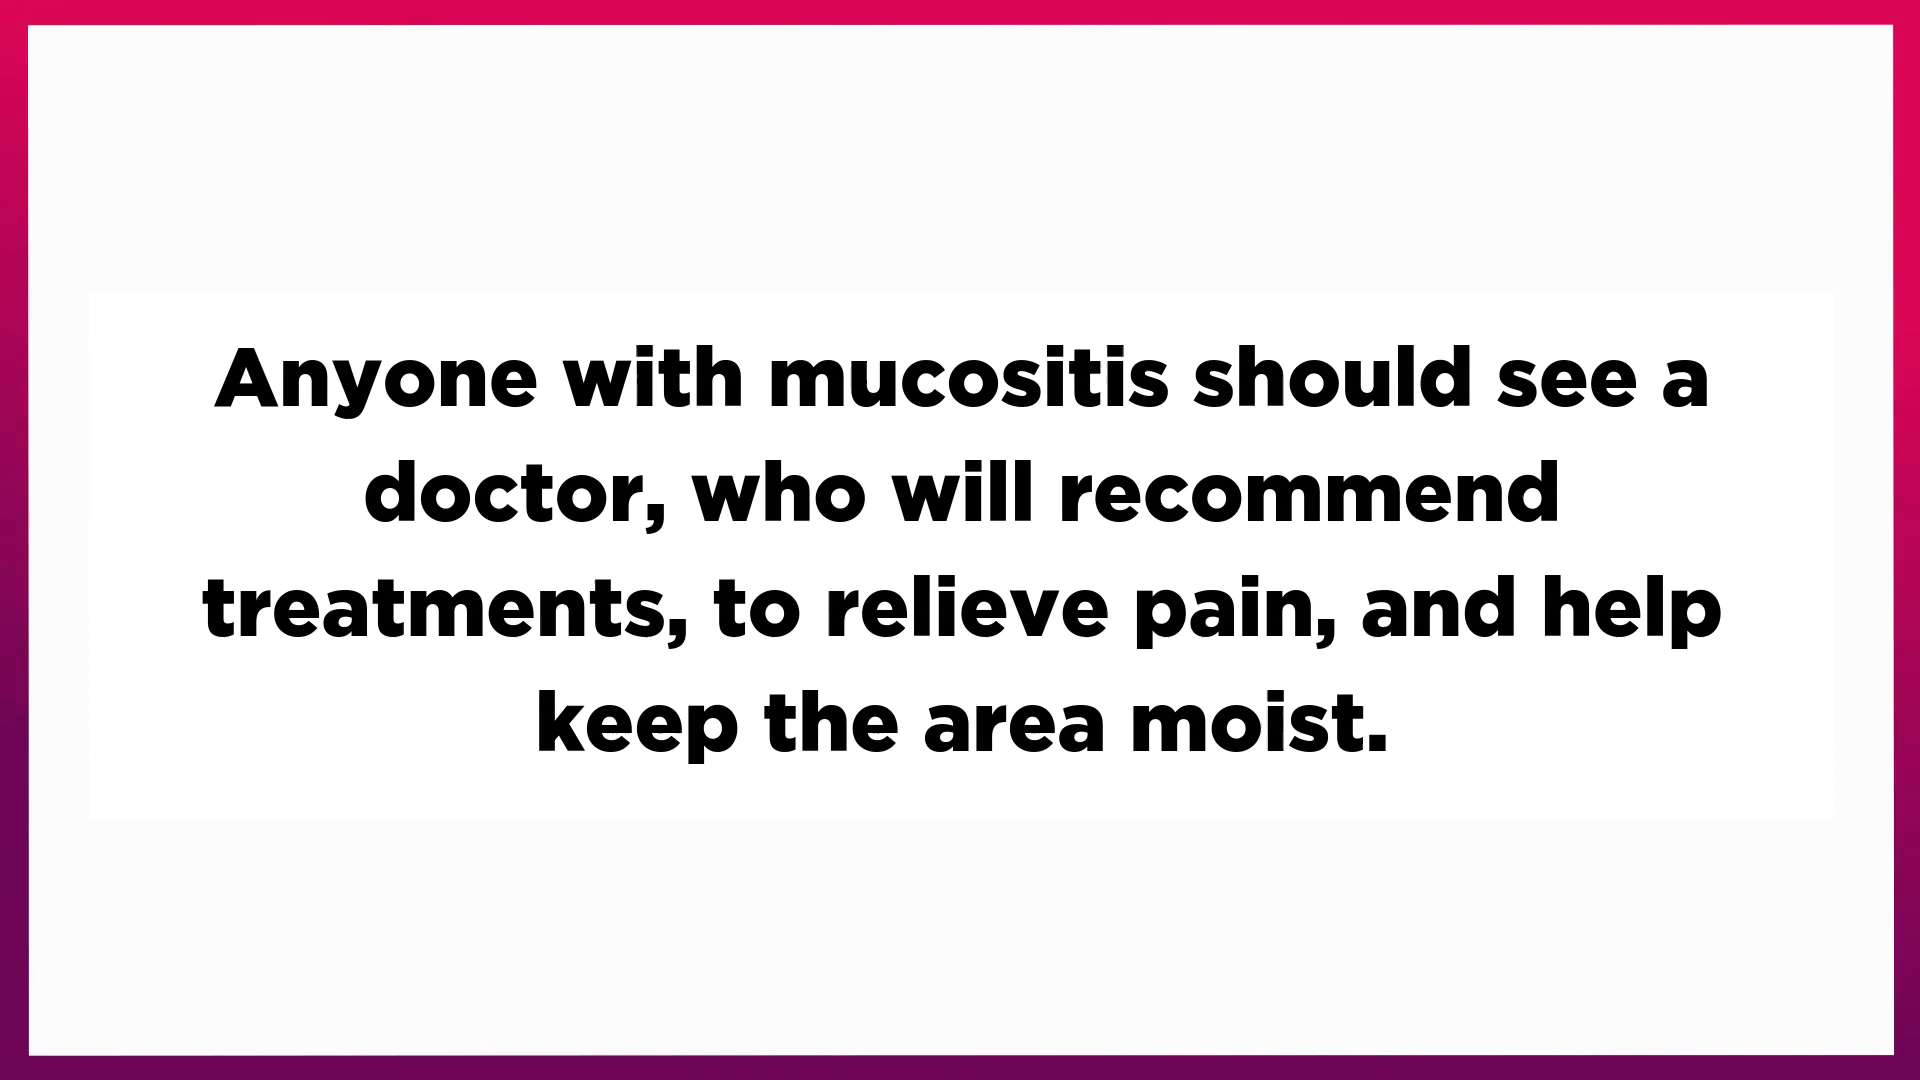 Anyone with mucositis should see a
doctor, who will recommend
treatments, to relieve pain, and help
keep the area moist.